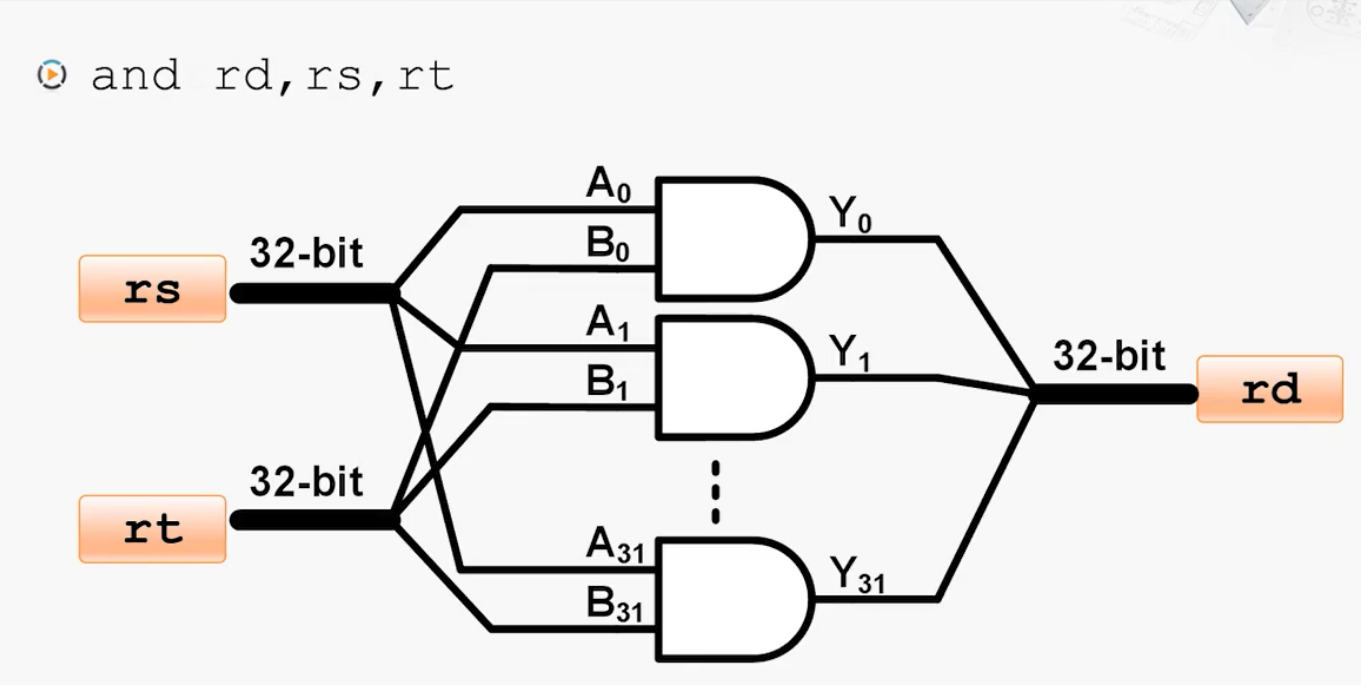 and rd,rs,rt
A0
32-bit
B0
Y0
rs
A1
Y1
32-bit
B1
rd
32-bit
rt
A31
Y31
B31